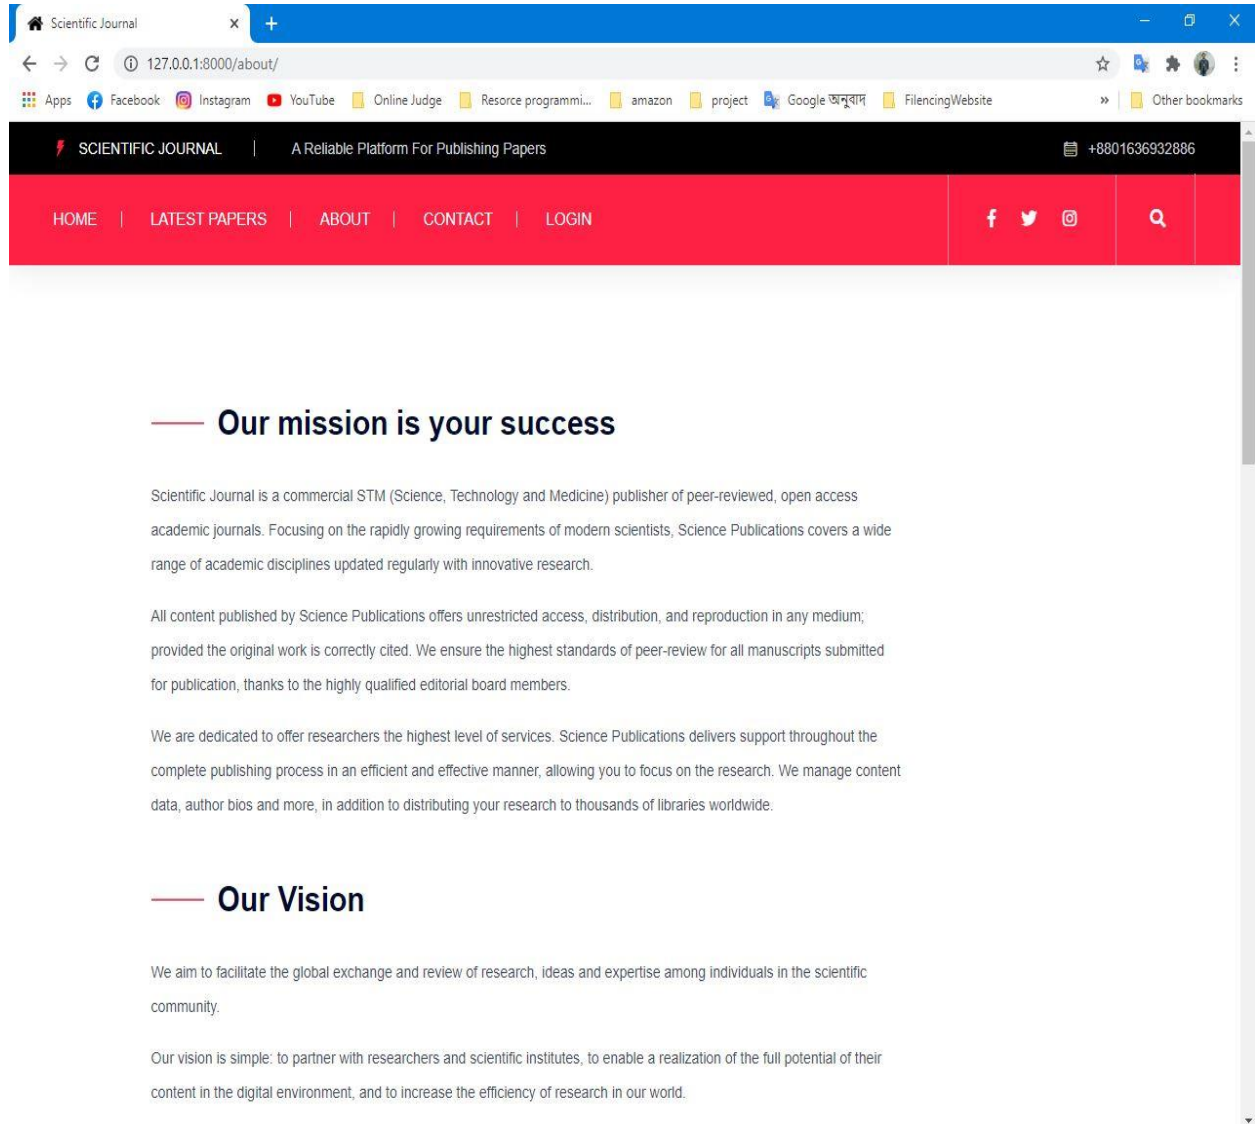 Scientific Journal
127.0.0.1:8000/about/
Apps Facebook Instagram YouTube Online Judge Resorce programmi... amazon project Google অনুবাদ FilencingWebsite » Other bookmarks
SCIENTIFIC JOURNAL | A Reliable Platform For Publishing Papers +8801636932886
HOME | LATEST PAPERS | ABOUT | CONTACT | LOGIN
Our mission is your success
Scientific Journal is a commercial STM (Science, Technology and Medicine) publisher of peer-reviewed, open access
academic journals. Focusing on the rapidly growing requirements of modern scientists, Science Publications covers a wide
range of academic disciplines updated regularly with innovative research.
All content published by Science Publications offers unrestricted access, distribution, and reproduction in any medium;
provided the original work is correctly cited. We ensure the highest standards of peer-review for all manuscripts submitted
for publication, thanks to the highly qualified editorial board members.
We are dedicated to offer researchers the highest level of services. Science Publications delivers support throughout the
complete publishing process in an efficient and effective manner, allowing you to focus on the research. We manage content
data, author bios and more, in addition to distributing your research to thousands of libraries worldwide.
Our Vision
We aim to facilitate the global exchange and review of research, ideas and expertise among individuals in the scientific
community.
Our vision is simple: to partner with researchers and scientific institutes, to enable a realization of the full potential of their
content in the digital environment, and to increase the efficiency of research in our world.